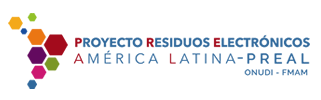 PROYECTO RESIDUOS ELECTRÓNICOS
AMÉRICA LATINA-PREAL
ONUDI - FMAM